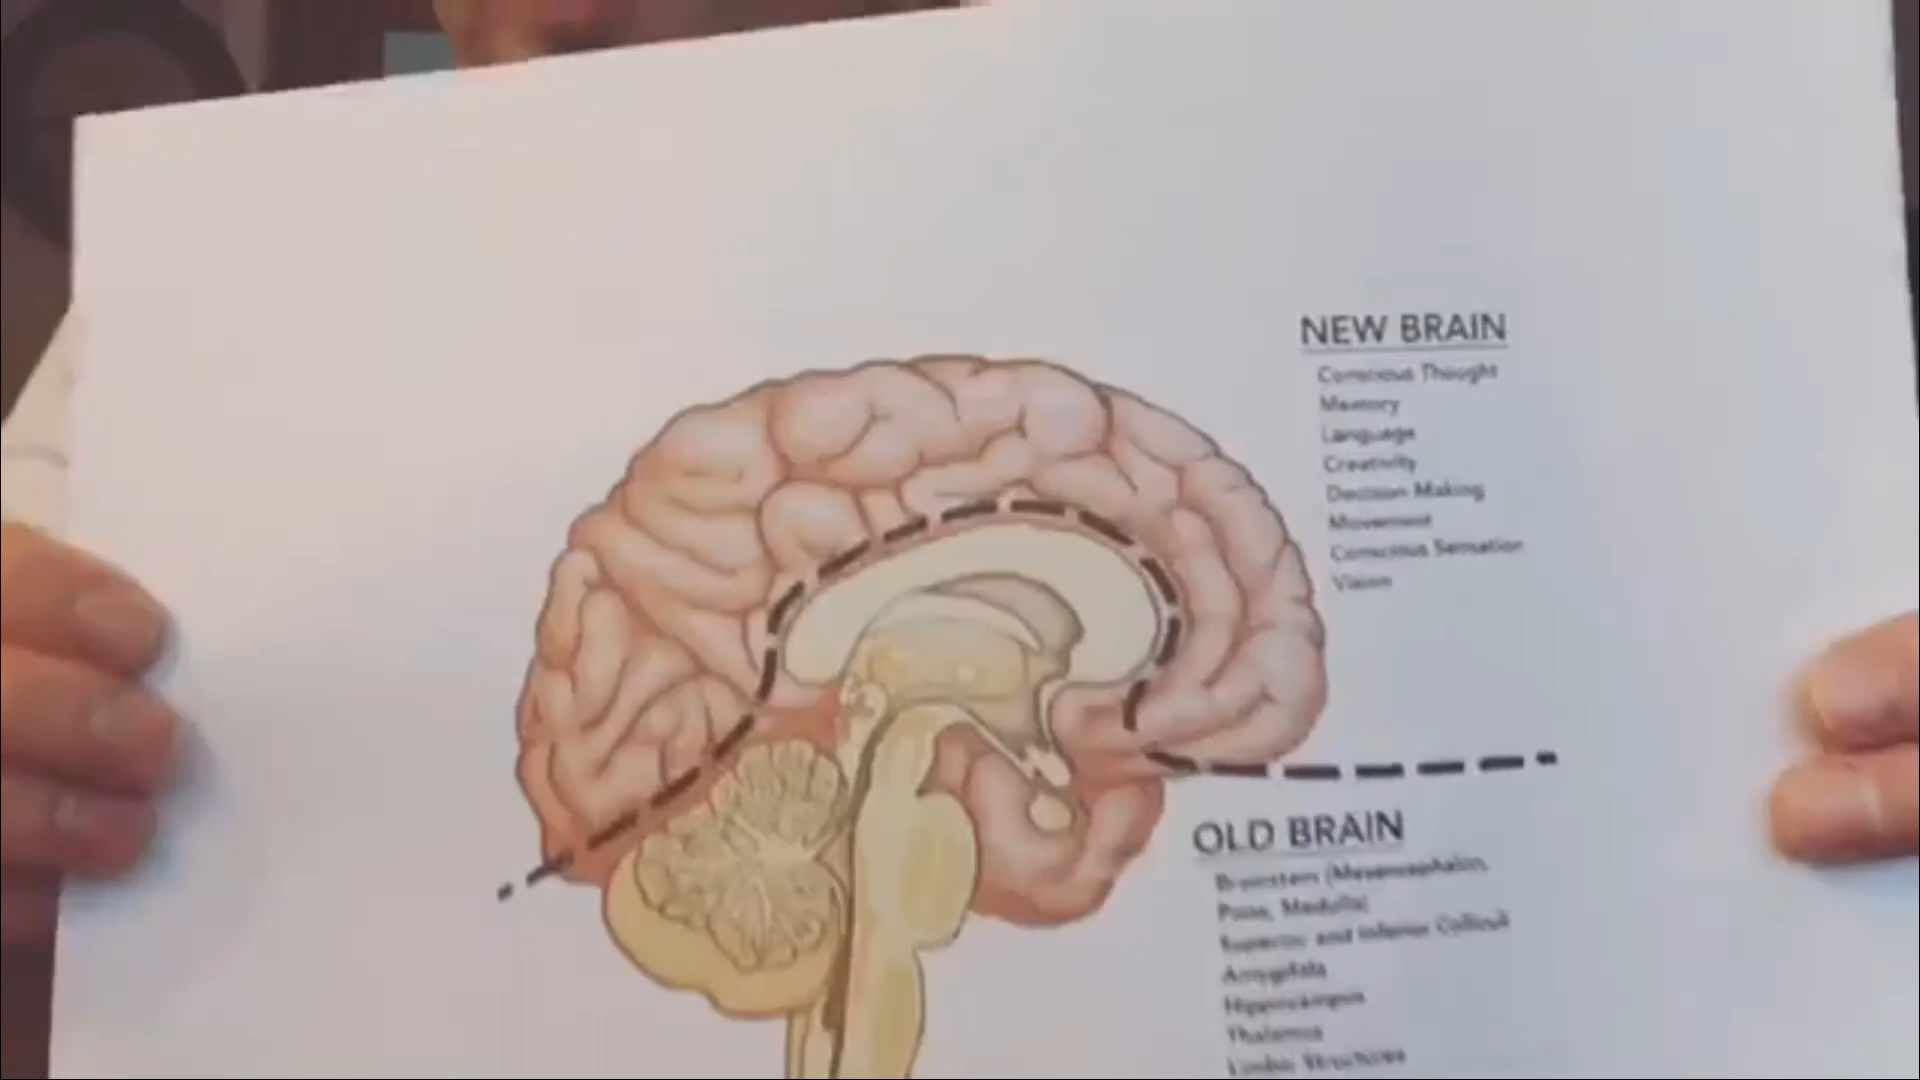 NEW BRAIN
Conscious Thought
Memory
Language
Creativity
Decision Making
Movement
Conscious Sensation
Vision
OLD BRAIN
Brainstem (Mesencephalon,
Pons, Medulla)
Superior and Inferior Colliculi
Amygdala
Hippocampus
Thalamus
Limbic Structures